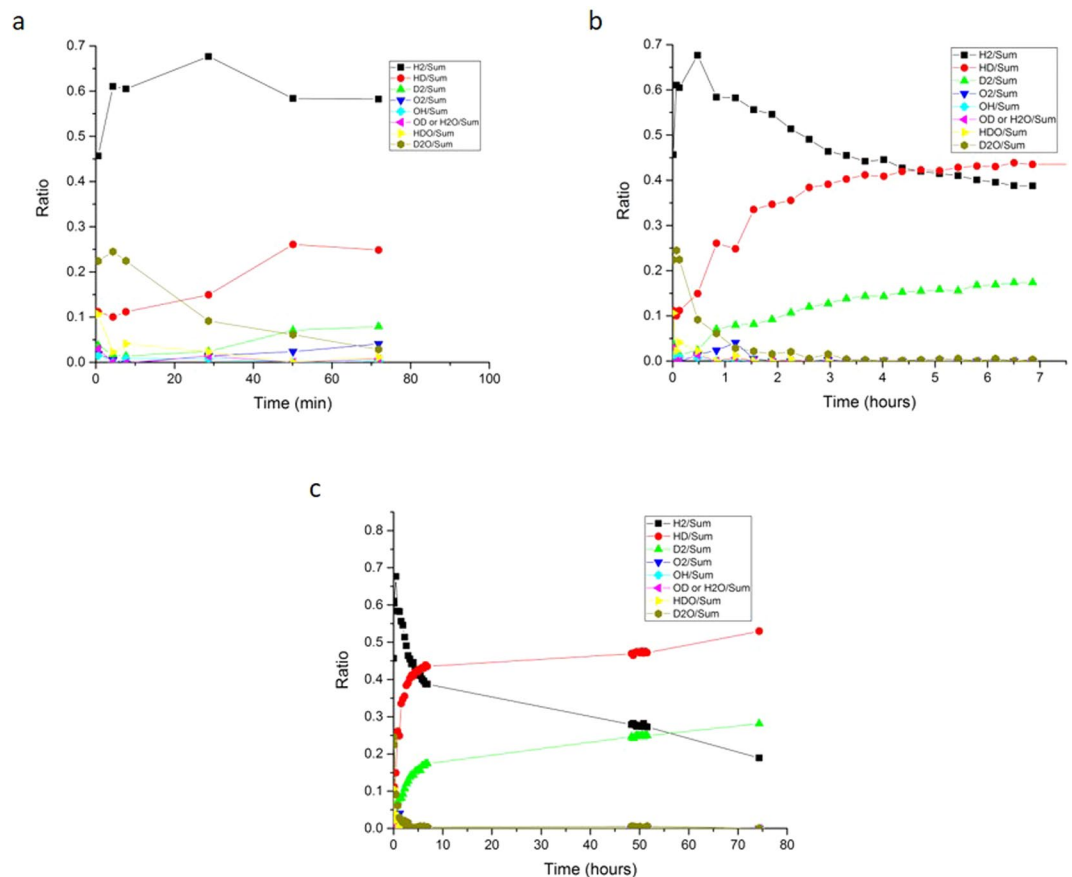 a
0.7
0.6
0.5
0.4
0.3
0.2
0.1
0.0
Ratio
0
20
40
60
80
100
Time (min)
H2/Sum
HD/Sum
D2/Sum
O2/Sum
OH/Sum
OD or H2O/Sum
HDO/Sum
D2O/Sum
b
0.7
0.6
0.5
0.4
0.3
0.2
0.1
0.0
Ratio
0
1
2
3
4
5
6
7
Time (hours)
H2/Sum
HD/Sum
D2/Sum
O2/Sum
OH/Sum
OD or H2O/Sum
HDO/Sum
D2O/Sum
c
0.8
0.7
0.6
0.5
0.4
0.3
0.2
0.1
0.0
Ratio
0
10
20
30
40
50
60
70
80
Time (hours)
H2/Sum
HD/Sum
D2/Sum
O2/Sum
OH/Sum
OD or H2O/Sum
HDO/Sum
D2O/Sum